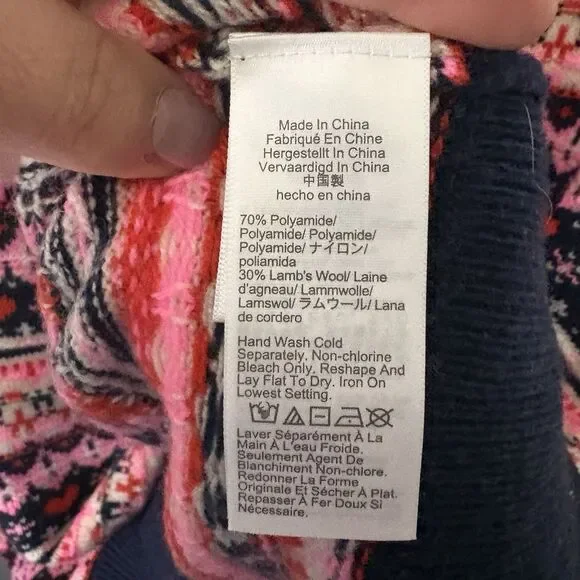 Made In China
Fabriqué En Chine
Hergestellt In China
Vervaardigd In China
中国製
hecho en china
70% Polyamide/
Polyamide/ Polyamide/
Polyamide/ ナイロン/
poliamida
30% Lamb's Wool/ Laine
d'agneau/ Lammwolle/
Lamswol/ ラムウール/ Lana
de cordero
Hand Wash Cold
Separately. Non-chlorine
Bleach Only. Reshape And
Lay Flat To Dry. Iron On
Lowest Setting.
Laver Séparément À La
Main À L'eau Froide.
Seulement Agent De
Blanchiment Non-chlore.
Redonner La Forme
Originale Et Sécher À Plat.
Repasser À Fer Doux Si
Nécessaire.